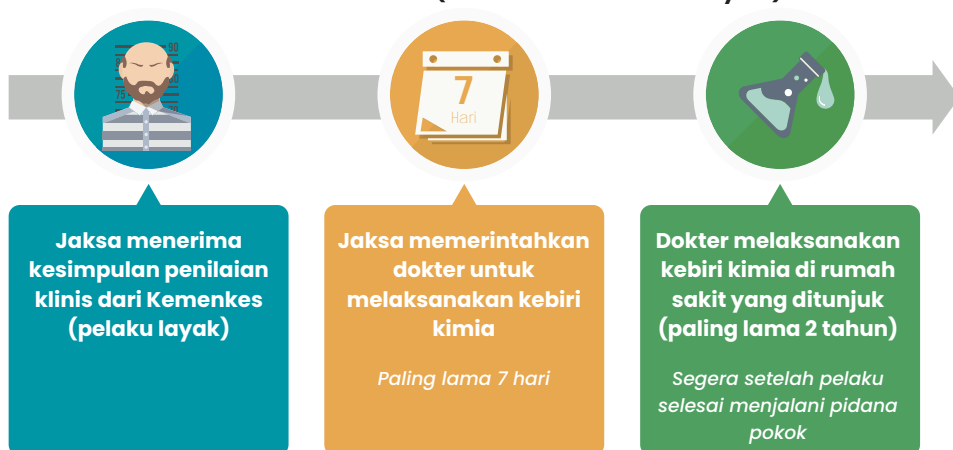 7
Hari
90
75
Jaksa menerima
kesimpulan penilaian
klinis dari Kemenkes
(pelaku layak)
Jaksa memerintahkan
dokter untuk
melaksanakan kebiri
kimia
Paling lama 7 hari
Dokter melaksanakan
kebiri kimia di rumah
sakit yang ditunjuk
(paling lama 2 tahun)
Segera setelah pelaku
selesai menjalani pidana
pokok